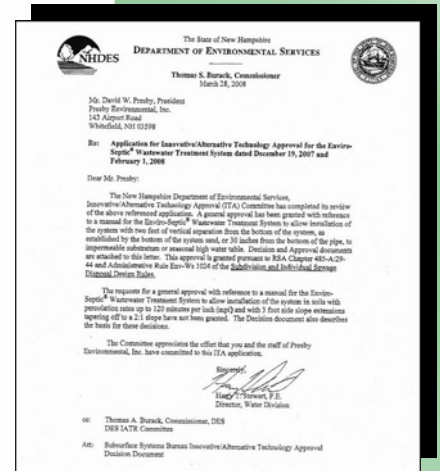 The State of New Hampshire
DEPARTMENT OF ENVIRONMENTAL SERVICES
NHDES
Thomas S. Burack, Commissioner
March 28, 2008
Mr. David W. Presby, President
Presby Environmental, Inc.
143 Airport Road
Whitefield, NH 03598
Re: Application for Innovative/Alternative Technology Approval for the Enviro-
Septic® Wastewater Treatment System dated December 19, 2007 and
February 1, 2008
Dear Mr. Presby:
The New Hampshire Department of Environmental Services,
Innovative/Alternative Technology Approval (ITA) Committee has completed its review
of the above referenced application. A general approval has been granted with reference
to a manual for the Enviro-Septic® Wastewater Treatment System to allow installation of
the system with two feet of vertical separation from the bottom of the system, as
established by the bottom of the system sand, or 30 inches from the bottom of the pipe, to
impermeable substratum or seasonal high water table. Decision and Approval documents
are attached to this letter. This approval is granted pursuant to RSA Chapter 485-A:29-
44 and Administrative Rule Env-Ws 1024 of the Subdivision and Individual Sewage
Disposal Design Rules.
The requests for a general approval with reference to a manual for the Enviro-
Septic® Wastewater Treatment System to allow installation of the system in soils with
percolation rates up to 120 minutes per inch (mpi) and with 3 foot side slope extensions
tapering off to a 2:1 slope have not been granted. The Decision document also describes
the basis for these decisions.
The Committee appreciates the effort that you and the staff of Presby
Environmental, Inc. have committed to this ITA application.
Sincerely,
Harry T. Stewart, P.E.
Director, Water Division
cc: Thomas A. Burack, Commissioner, DES
DES IATR Committee
Att: Subsurface Systems Bureau Innovative/Alternative Technology Approval
Decision Document